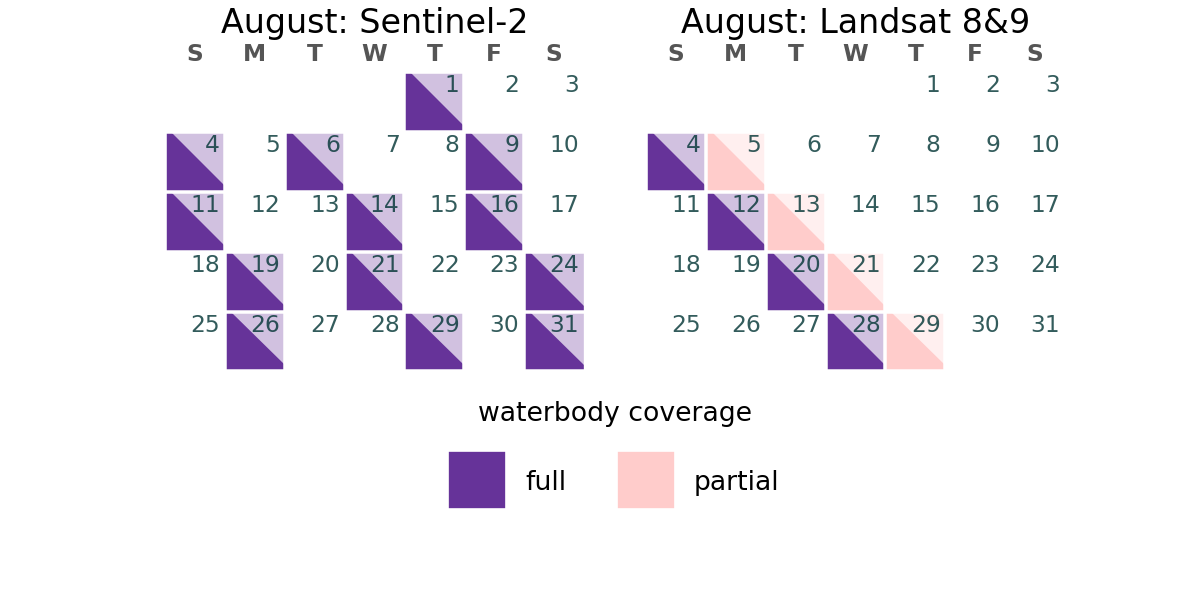 August: Sentinel-2
S M T W T F S
1 2 3
4 5 6 7 8 9 10
11 12 13 14 15 16 17
18 19 20 21 22 23 24
25 26 27 28 29 30 31
August: Landsat 8&9
S M T W T F S
1 2 3
4 5 6 7 8 9 10
11 12 13 14 15 16 17
18 19 20 21 22 23 24
25 26 27 28 29 30 31
waterbody coverage
full
partial